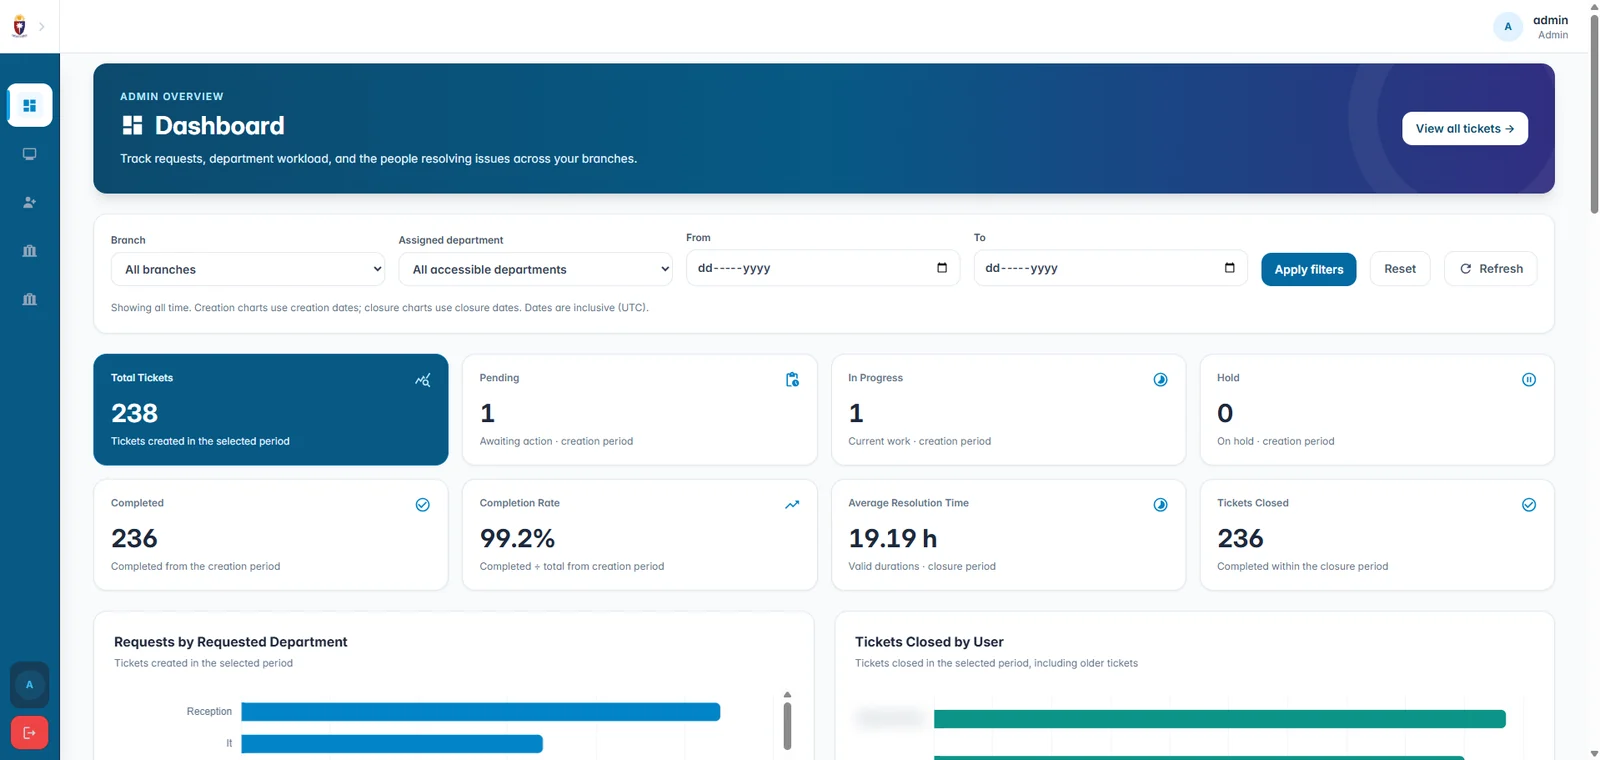 admin
A
Admin
ADMIN OVERVIEW
Dashboard
Track requests, department workload, and the people resolving issues across your branches.
View all tickets →
Branch
Assigned department
From
To
All branches
All accessible departments
dd-----yyyy
dd-----yyyy
Apply filters
Reset
Refresh
Showing all time. Creation charts use creation dates; closure charts use closure dates. Dates are inclusive (UTC).
Total Tickets
238
Tickets created in the selected period
Pending
1
Awaiting action · creation period
In Progress
1
Current work · creation period
Hold
0
On hold · creation period
Completed
236
Completed from the creation period
Completion Rate
99.2%
Completed ÷ total from creation period
Average Resolution Time
19.19 h
Valid durations · closure period
Tickets Closed
236
Completed within the closure period
Requests by Requested Department
Tickets created in the selected period
Reception
It
Tickets Closed by User
Tickets closed in the selected period, including older tickets
A